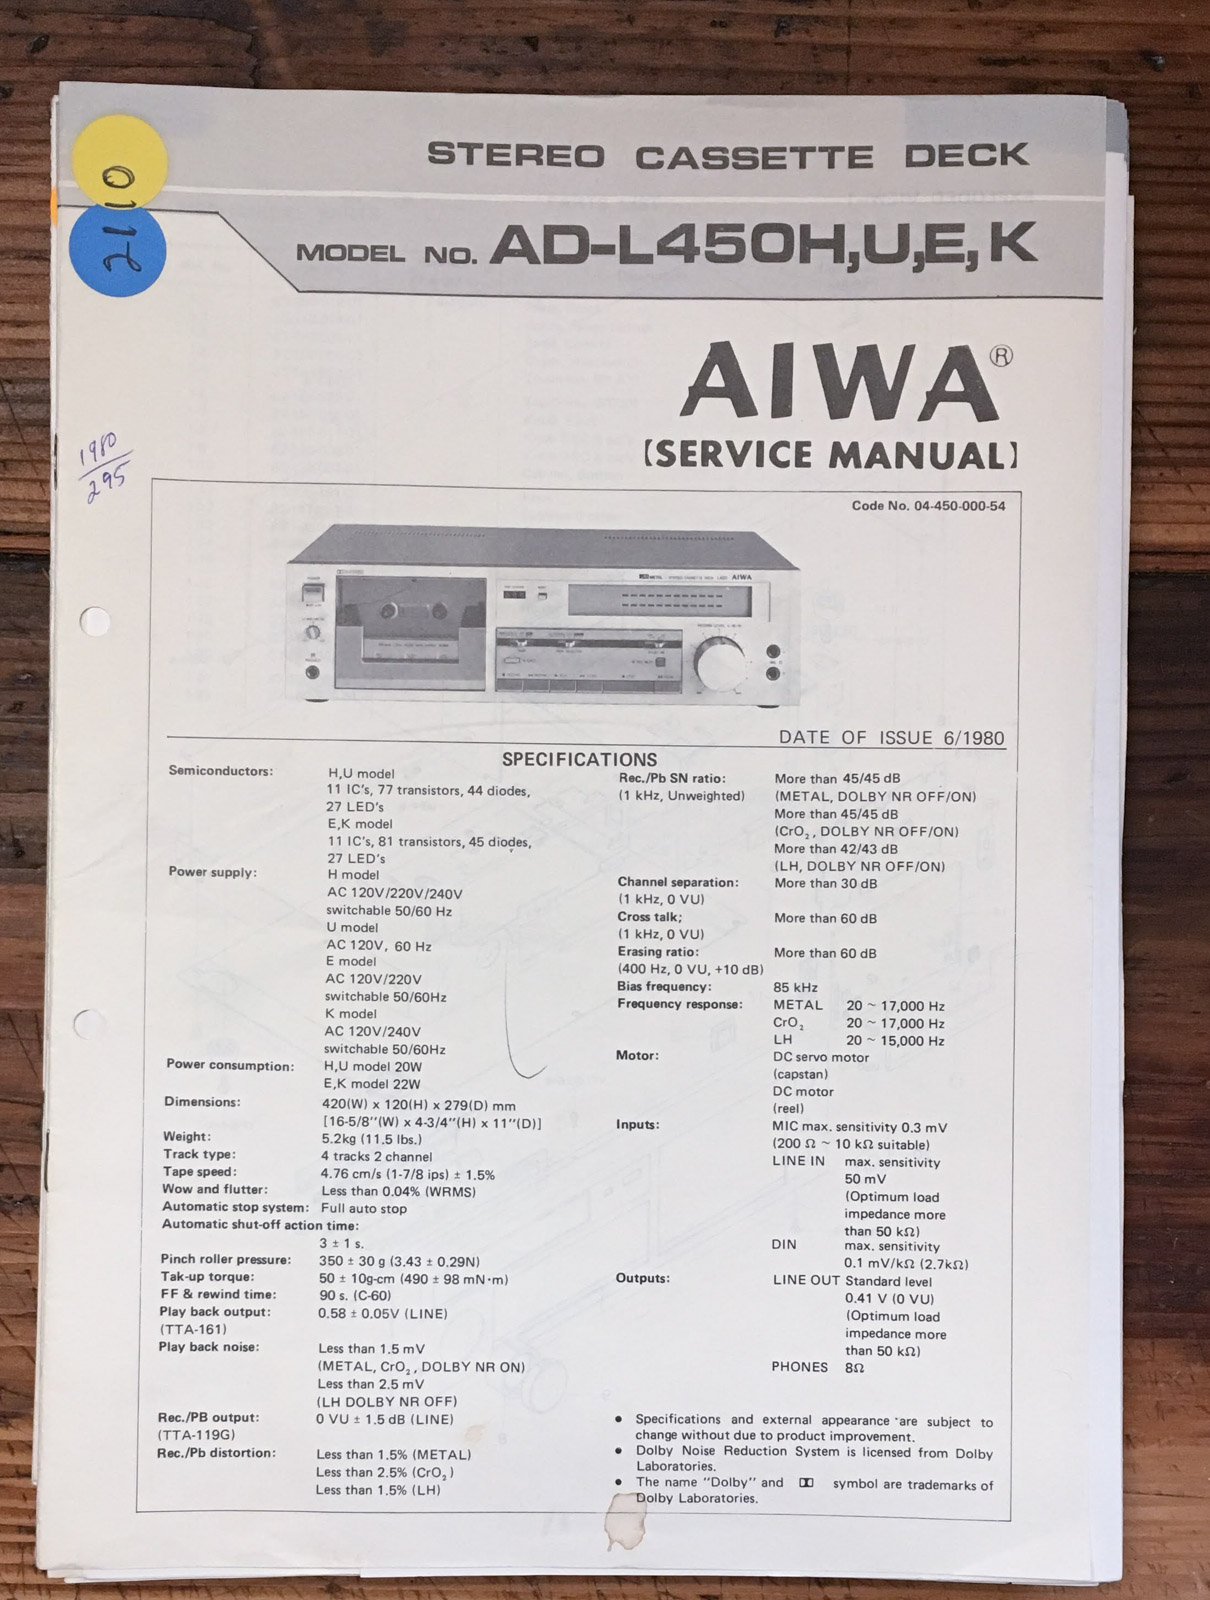 STEREO CASSETTE DECK
MODEL NO. AD-L450H,U,E,K
2110
AIWA®
【SERVICE MANUAL】
1980
295
Code No. 04-450-000-54
AIWA
DATE OF ISSUE 6/1980
SPECIFICATIONS
Semiconductors: H,U model
11 IC's, 77 transistors, 44 diodes,
27 LED's
E,K model
11 IC's, 81 transistors, 45 diodes,
27 LED's
Power supply: H model
AC 120V/220V/240V
switchable 50/60 Hz
U model
AC 120V, 60 Hz
E model
AC 120V/220V
switchable 50/60Hz
K model
AC 120V/240V
switchable 50/60Hz
Power consumption: H,U model 20W
E,K model 22W
Dimensions: 420(W) x 120(H) x 279(D) mm
[16-5/8"(W) x 4-3/4"(H) x 11"(D)]
Weight: 5.2kg (11.5 lbs.)
Track type: 4 tracks 2 channel
Tape speed: 4.76 cm/s (1-7/8 ips) ± 1.5%
Wow and flutter: Less than 0.04% (WRMS)
Automatic stop system: Full auto stop
Automatic shut-off action time:
3 ± 1 s.
Pinch roller pressure: 350 ± 30 g (3.43 ± 0.29N)
Tak-up torque: 50 ± 10g-cm (490 ± 98 mN·m)
FF & rewind time: 90 s. (C-60)
Play back output: 0.58 ± 0.05V (LINE)
(TTA-161)
Play back noise: Less than 1.5 mV
(METAL, CrO₂, DOLBY NR ON)
Less than 2.5 mV
(LH DOLBY NR OFF)
Rec./PB output: 0 VU ± 1.5 dB (LINE)
(TTA-119G)
Rec./Pb distortion: Less than 1.5% (METAL)
Less than 2.5% (CrO₂)
Less than 1.5% (LH)
Rec./Pb SN ratio: More than 45/45 dB
(1 kHz, Unweighted) (METAL, DOLBY NR OFF/ON)
More than 45/45 dB
(CrO₂, DOLBY NR OFF/ON)
More than 42/43 dB
(LH, DOLBY NR OFF/ON)
Channel separation: More than 30 dB
(1 kHz, 0 VU)
Cross talk; More than 60 dB
(1 kHz, 0 VU)
Erasing ratio: More than 60 dB
(400 Hz, 0 VU, +10 dB)
Bias frequency: 85 kHz
Frequency response: METAL 20 ~ 17,000 Hz
CrO₂ 20 ~ 17,000 Hz
LH 20 ~ 15,000 Hz
Motor: DC servo motor
(capstan)
DC motor
(reel)
Inputs: MIC max. sensitivity 0.3 mV
(200 Ω ~ 10 kΩ suitable)
LINE IN max. sensitivity
50 mV
(Optimum load
impedance more
than 50 kΩ)
DIN max. sensitivity
0.1 mV/kΩ (2.7kΩ)
Outputs: LINE OUT Standard level
0.41 V (0 VU)
(Optimum load
impedance more
than 50 kΩ)
PHONES 8Ω
• Specifications and external appearance are subject to
change without due to product improvement.
• Dolby Noise Reduction System is licensed from Dolby
Laboratories.
• The name "Dolby" and symbol are trademarks of
Dolby Laboratories.